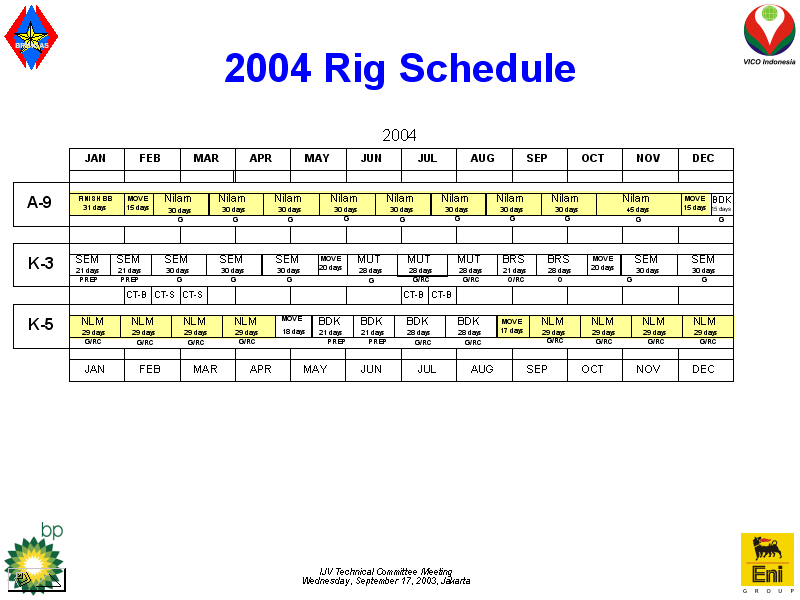 VICO Indonesia
2004 Rig Schedule
2004
JAN FEB MAR APR MAY JUN JUL AUG SEP OCT NOV DEC
A-9
FINISH BB MOVE Nilam Nilam Nilam Nilam Nilam Nilam Nilam Nilam Nilam MOVE BDK
31 days 15 days 30 days 30 days 30 days 30 days 30 days 30 days 30 days 30 days 45 days 15 days 15 days
G G G G G G G G G G
K-3
SEM SEM SEM SEM SEM MOVE MUT MUT MUT BRS BRS MOVE SEM SEM
21 days 21 days 30 days 30 days 30 days 20 days 28 days 28 days 28 days 21 days 28 days 20 days 30 days 30 days
PREP PREP G G G G G/RC G/RC O/RC O G G
CT-B CT-S CT-S CT-B CT-B
K-5
NLM NLM NLM NLM MOVE BDK BDK BDK BDK MOVE NLM NLM NLM NLM
29 days 29 days 29 days 29 days 18 days 21 days 21 days 28 days 28 days 17 days 29 days 29 days 29 days 29 days
G/RC G/RC G/RC G/RC PREP PREP G/RC G/RC G/RC G/RC G/RC G/RC
JAN FEB MAR APR MAY JUN JUL AUG SEP OCT NOV DEC
bp
IJV Technical Committee Meeting
Wednesday, September 17, 2003, Jakarta
Eni
GROUP